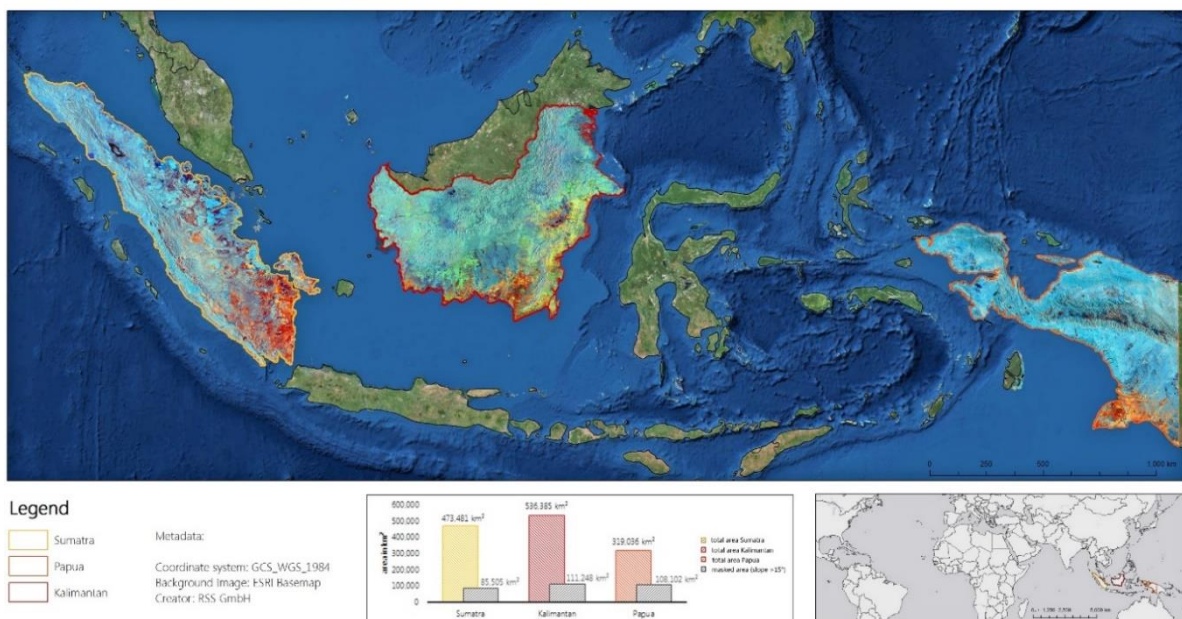 0 250 500 1,000 km
Legend
Sumatra
Papua
Kalimantan
Metadata:
Coordinate system: GCS_WGS_1984
Background Image: ESRI Basemap
Creator: RSS GmbH
area in km²
600.000
500.000
400.000
300.000
200.000
100.000
0
473.481 km²
85.505 km²
536.385 km²
111.248 km²
319.036 km²
108.102 km²
Sumatra Kalimantan Papua
total area Sumatra
total area Kalimantan
total area Papua
masked area (slope >15°)